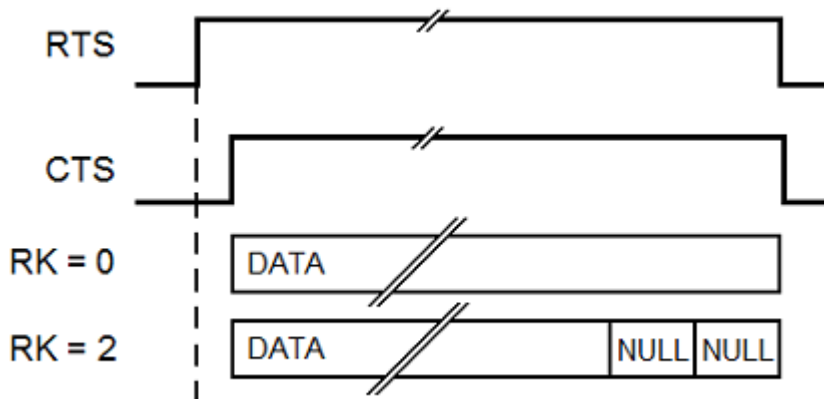 RTS
CTS
RK = 0 DATA
RK = 2 DATA NULL NULL